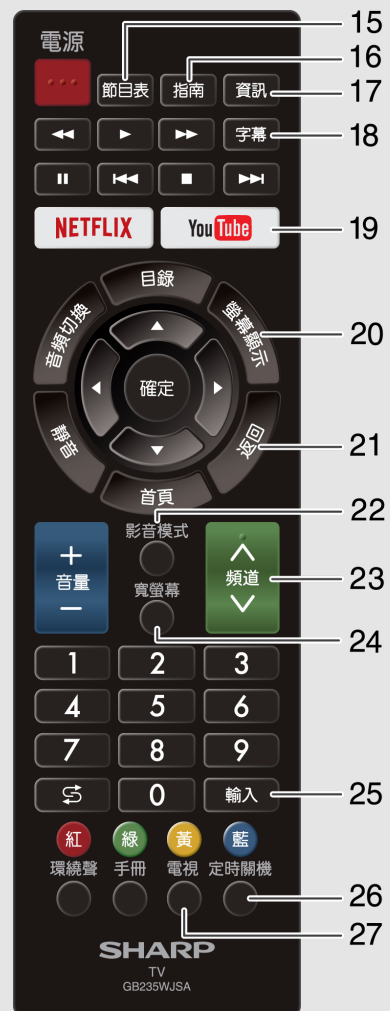 電源
15
16
節目表 指南 資訊
17
字幕
18
NETFLIX YouTube
19
目錄
音頻切換
螢幕顯示
20
確定
靜音
返回
21
首頁
22
影音模式
+
音量
−
頻道
23
寬螢幕
24
1 2 3
4 5 6
7 8 9
0 輸入
25
紅 綠 黃 藍
環繞聲 手冊 電視 定時關機
26
27
SHARP
TV
GB235WJSA